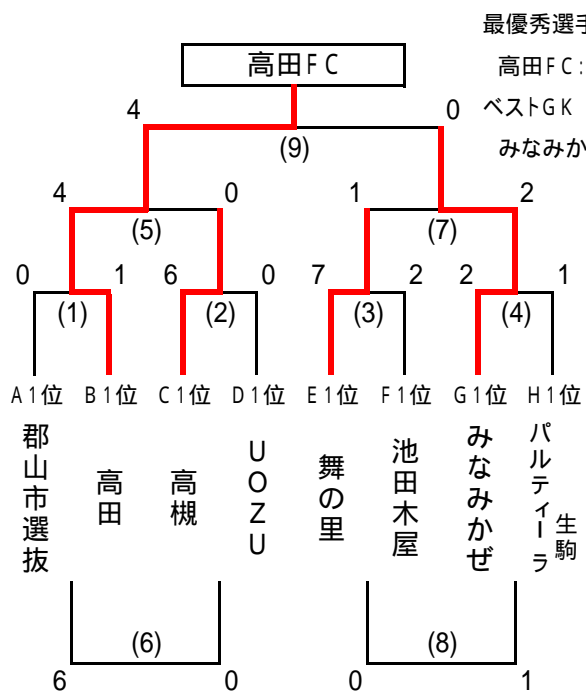 最優秀選手
高田FC
高田FC:
4 0
ベストGK
(9)
みなみか
4 0 1 2
(5) (7)
0 1 6 0 7 2 2 1
(1) (2) (3) (4)
A1位 B1位 C1位 D1位 E1位 F1位 G1位 H1位
郡山市選抜
高田
高槻
UOZU
舞の里
池田木屋
みなみかぜ
パルティーラ
生駒
(6) (8)
6 0 0 1